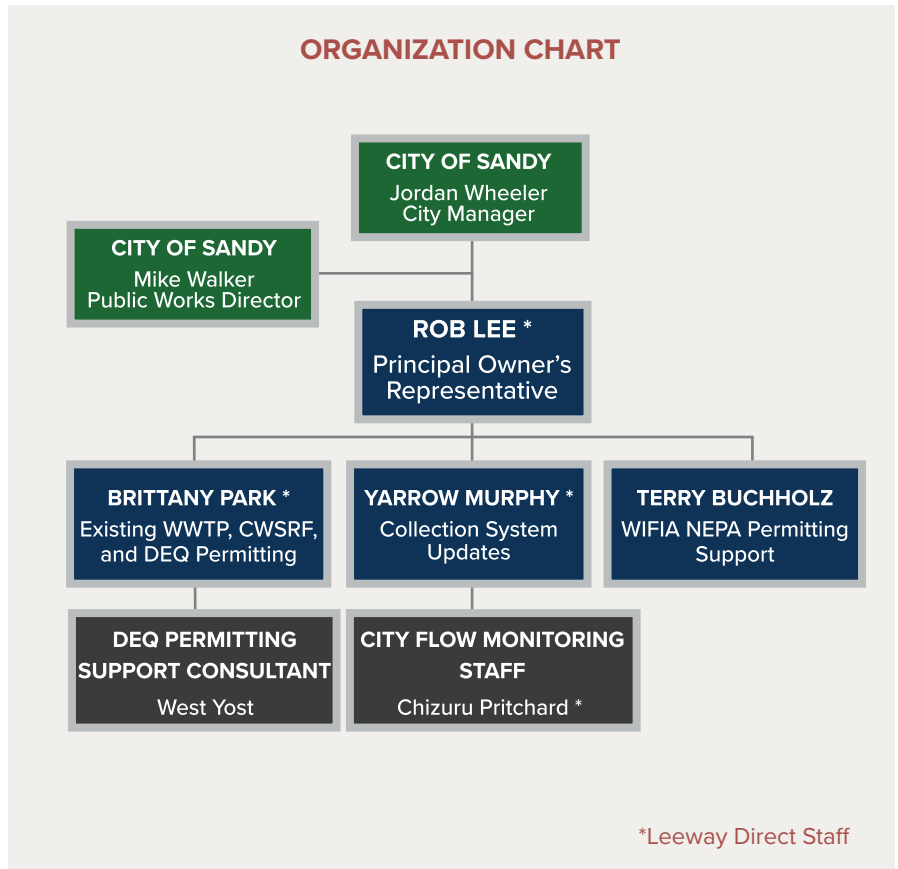 ORGANIZATION CHART
CITY OF SANDY
Jordan Wheeler
City Manager
CITY OF SANDY
Mike Walker
Public Works Director
ROB LEE *
Principal Owner’s
Representative
BRITTANY PARK *
Existing WWTP, CWSRF,
and DEQ Permitting
YARROW MURPHY *
Collection System
Updates
TERRY BUCHHOLZ
WIFIA NEPA Permitting
Support
DEQ PERMITTING
SUPPORT CONSULTANT
West Yost
CITY FLOW MONITORING
STAFF
Chizuru Pritchard *
*Leeway Direct Staff